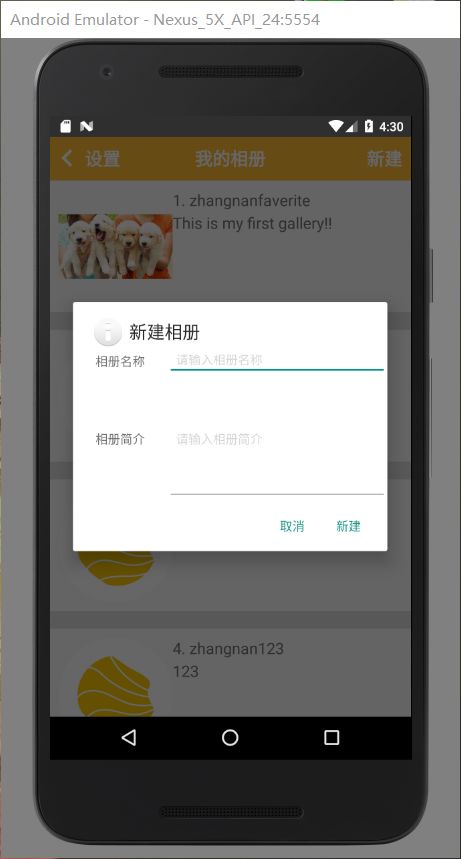 Android Emulator - Nexus_5X_API_24:5554
4:30
设置 我的相册 新建
1. zhangnanfaverite
This is my first gallery!!
新建相册
相册名称 请输入相册名称
相册简介 请输入相册简介
取消 新建
4. zhangnan123
123